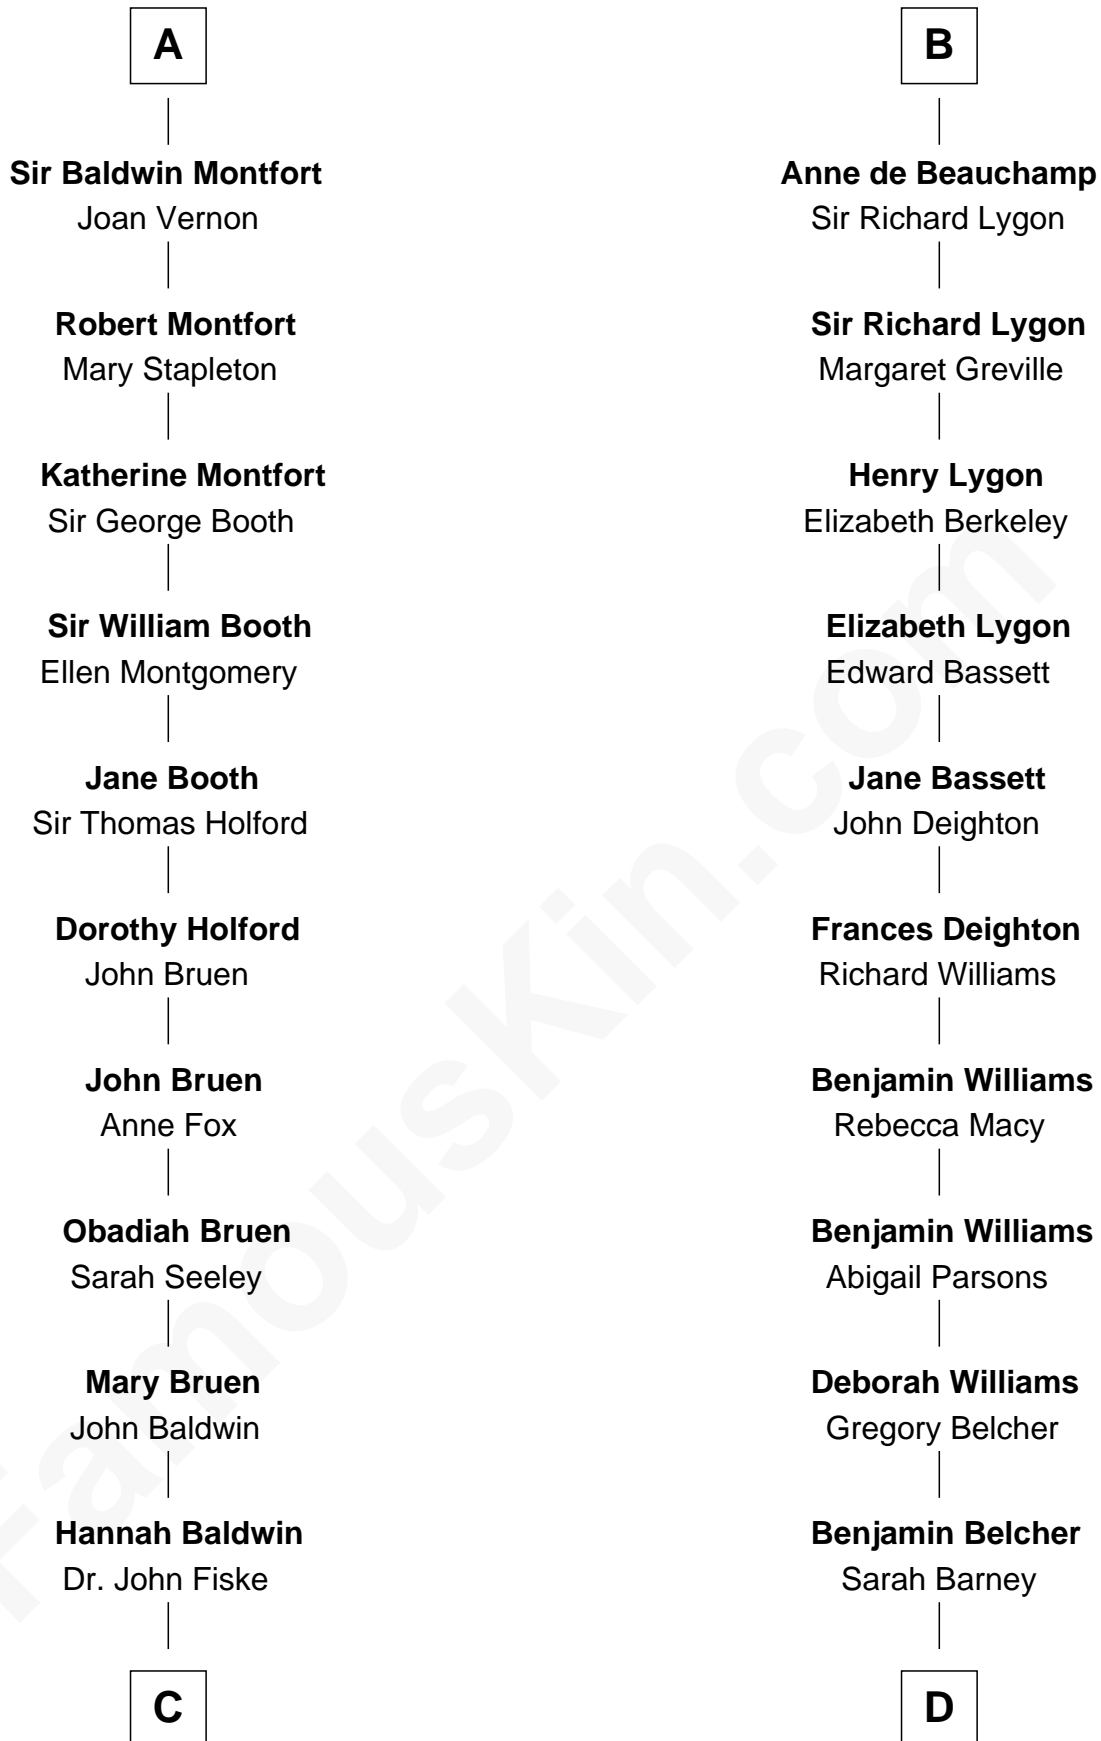 A
Sir Baldwin Montfort
Joan Vernon
Robert Montfort
Mary Stapleton
Katherine Montfort
Sir George Booth
Sir William Booth
Ellen Montgomery
Jane Booth
Sir Thomas Holford
Dorothy Holford
John Bruen
John Bruen
Anne Fox
Obadiah Bruen
Sarah Seeley
Mary Bruen
John Baldwin
Hannah Baldwin
Dr. John Fiske
C
B
Anne de Beauchamp
Sir Richard Lygon
Sir Richard Lygon
Margaret Greville
Henry Lygon
Elizabeth Berkeley
Elizabeth Lygon
Edward Bassett
Jane Bassett
John Deighton
Frances Deighton
Richard Williams
Benjamin Williams
Rebecca Macy
Benjamin Williams
Abigail Parsons
Deborah Williams
Gregory Belcher
Benjamin Belcher
Sarah Barney
D
FamousKin.com